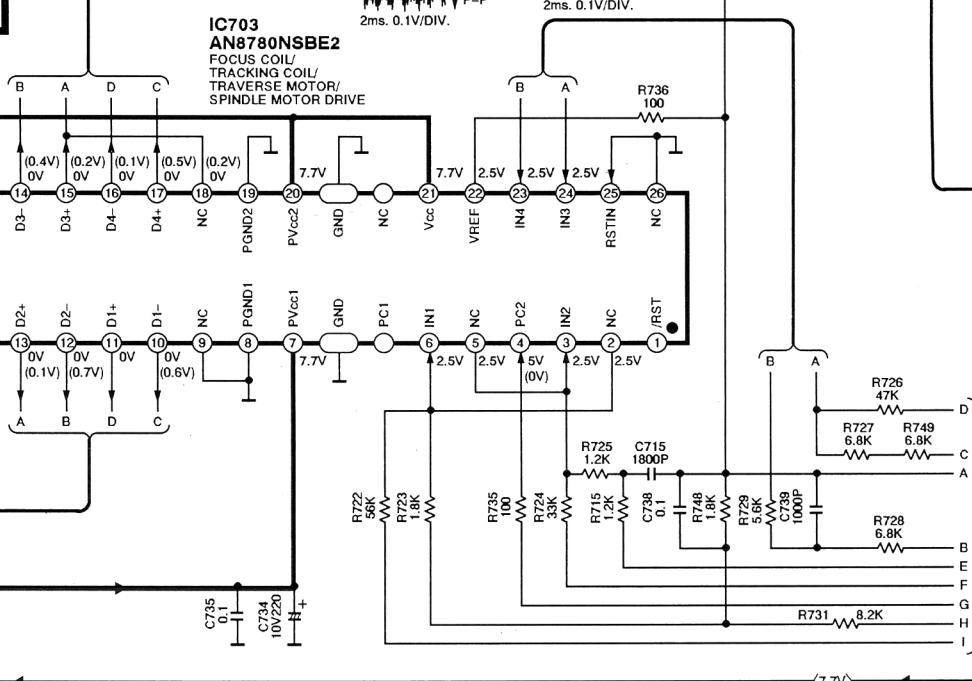 2ms. 0.1V/DIV.
2ms. 0.1V/DIV.
IC703
AN8780NSBE2
FOCUS COIL/
TRACKING COIL/
TRAVERSE MOTOR/
SPINDLE MOTOR DRIVE
B A D C
B A
R736
100
(0.4V) (0.2V) (0.1V) (0.5V) (0.2V)
0V 0V 0V 0V 0V
7.7V 7.7V 2.5V 2.5V 2.5V
14 15 16 17 18 19 20 21 22 23 24 25 26
D3- D3+ D4- D4+ NC PGND2 PVcc2 GND NC Vcc VREF IN4 IN3 RSTIN NC
D2+ D2- D1+ D1- NC PGND1 PVcc1 GND PC1 IN1 NC PC2 IN2 NC /RST
13 12 11 10 9 8 7 6 5 4 3 2 1
0V 0V 0V 0V 7.7V 2.5V 2.5V 5V 2.5V 2.5V
(0.1V) (0.7V) (0.6V) (0V)
A B D C
B A
R726
47K
D
R727 R749
6.8K 6.8K
C
R725 C715
1.2K 1800P
A
R722 56K
R723 1.8K
R735 100
R724 33K
R715 1.2K
C738 0.1
R748 1.8K
R729 5.6K
C739 1000P
R728
6.8K
B
E
F
G
R731 8.2K
H
I
C735 0.1
C734 10V220
+